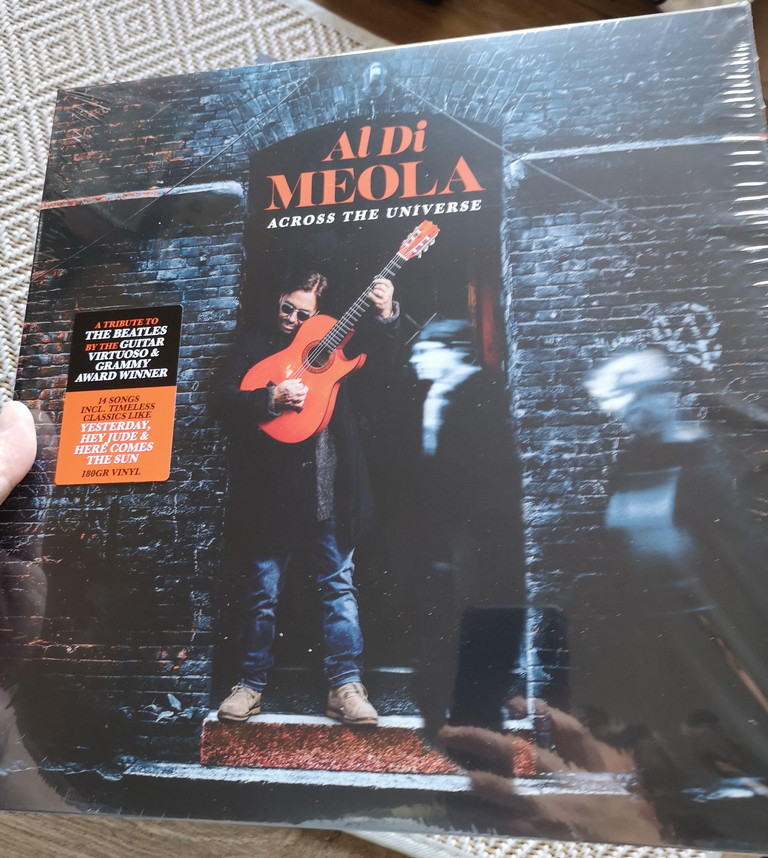 Al Di
MEOLA
ACROSS THE UNIVERSE
A TRIBUTE TO
THE BEATLES
BY THE GUITAR
VIRTUOSO &
GRAMMY
AWARD WINNER
14 SONGS
INCL. TIMELESS
CLASSICS LIKE
YESTERDAY,
HEY JUDE &
HERE COMES
THE SUN
180GR VINYL